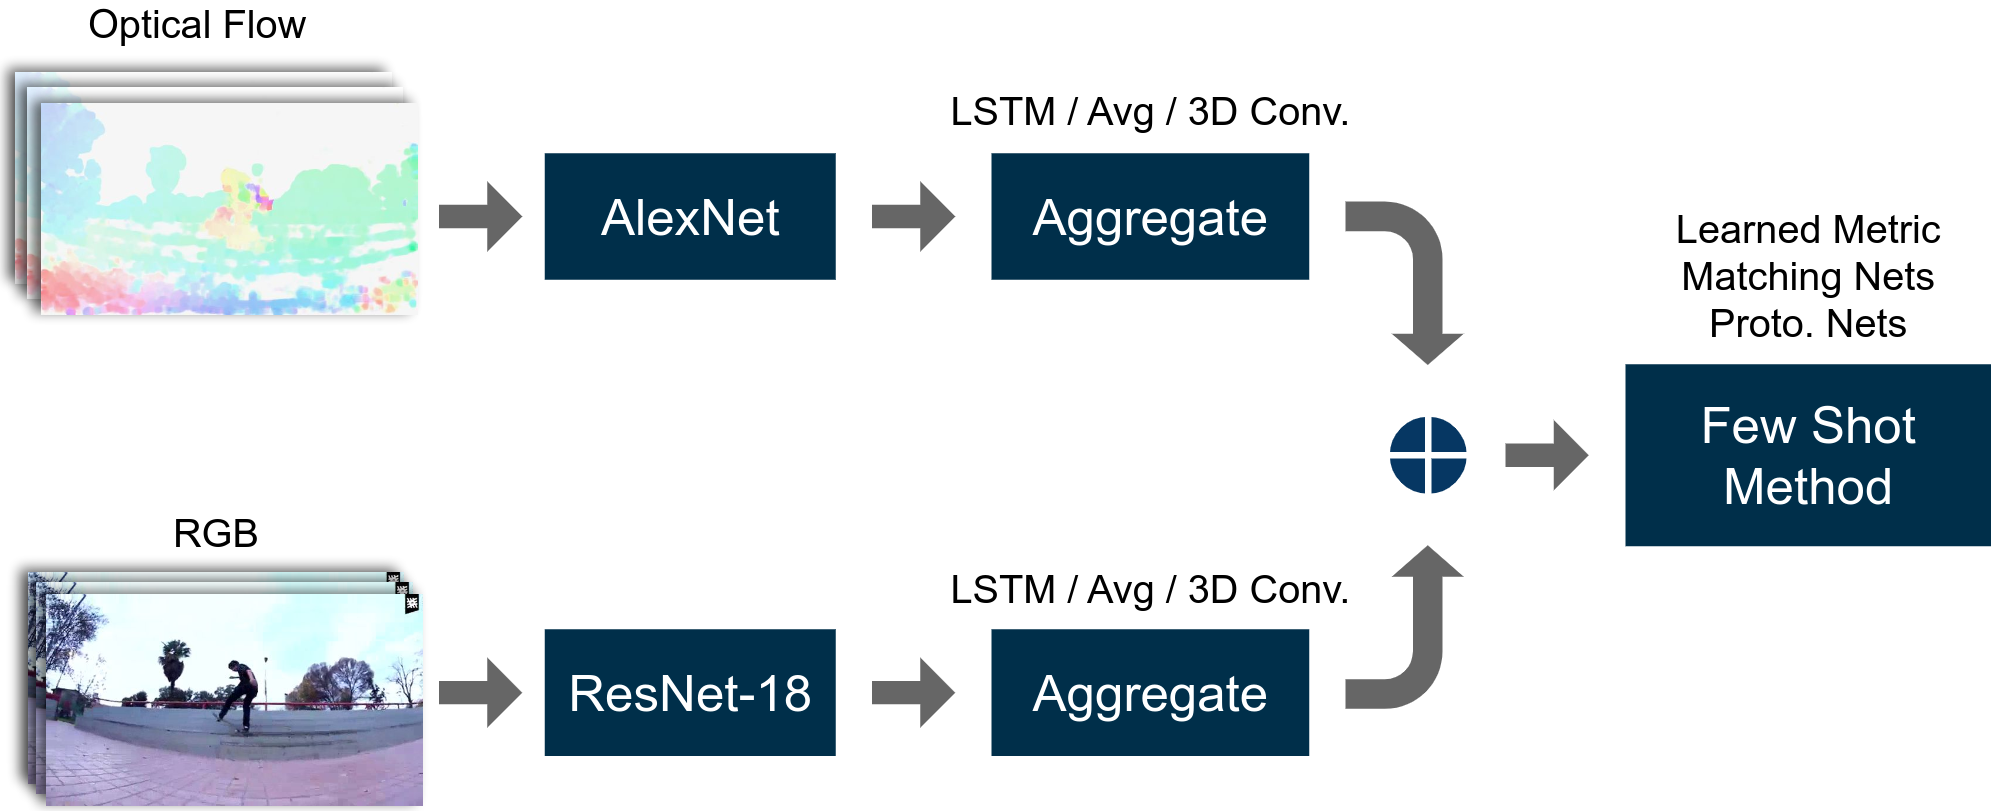 Optical Flow
LSTM / Avg / 3D Conv.
AlexNet
Aggregate
Learned Metric
Matching Nets
Proto. Nets
Few Shot
Method
RGB
LSTM / Avg / 3D Conv.
ResNet-18
Aggregate